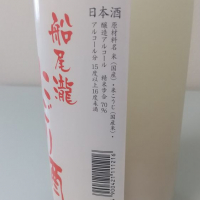 日本酒
原材料名 米(国産)・米こうじ(国産米)・
醸造アルコール 精米歩合 70%
アルコール分 15度以上16度未満
船尾瀧
にごり酒